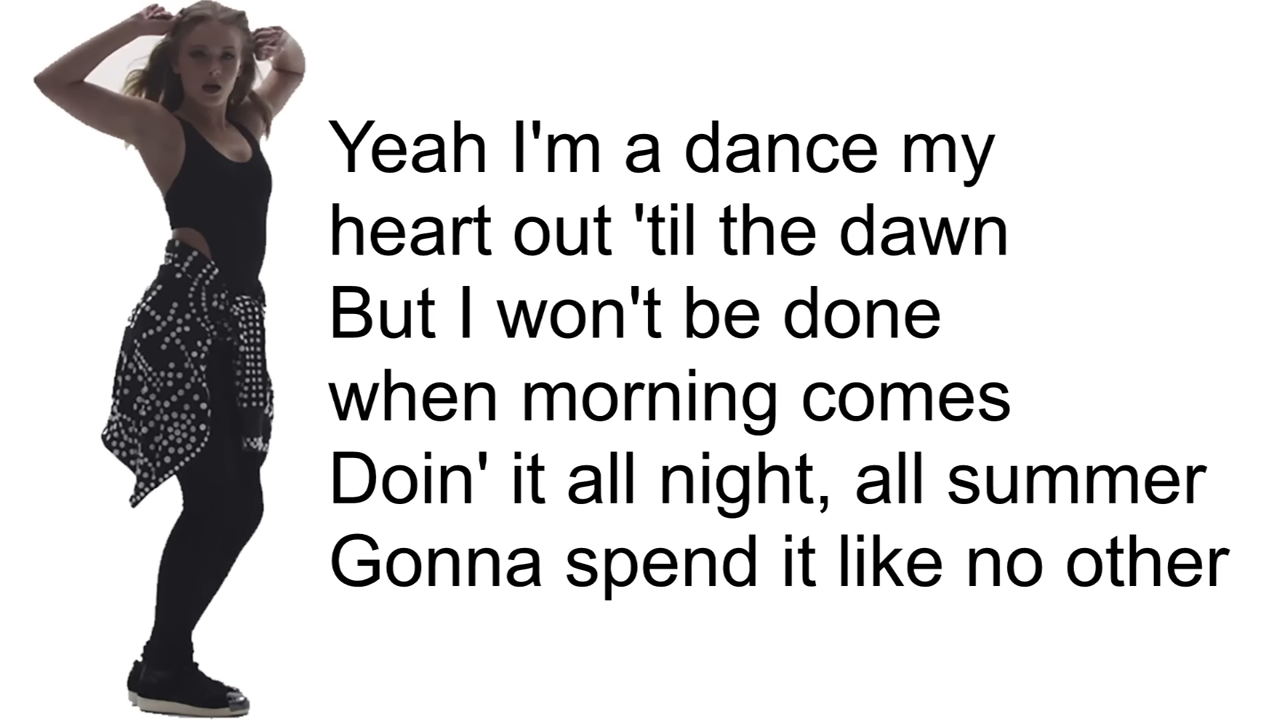 Yeah I'm a dance my
heart out 'til the dawn
But I won't be done
when morning comes
Doin' it all night, all summer
Gonna spend it like no other